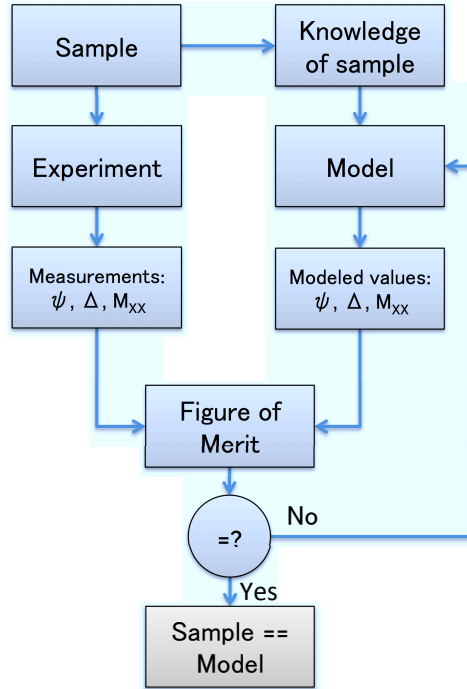 Sample
Knowledge
of sample
Experiment
Model
Measurements:
ψ, Δ, MXX
Modeled values:
ψ, Δ, MXX
Figure of
Merit
=?
No
Yes
Sample ==
Model